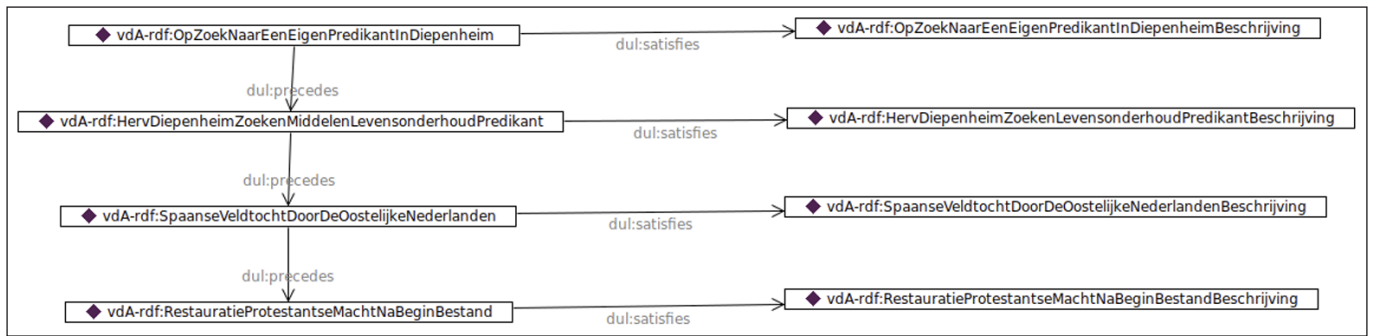 vdA-rdf:OpZoekNaarEenEigenPredikantInDiepenheim
dul:satisfies
vdA-rdf:OpZoekNaarEenEigenPredikantInDiepenheimBeschrijving
dul:precedes
vdA-rdf:HervDiepenheimZoekenMiddelenLevensonderhoudPredikant
dul:satisfies
vdA-rdf:HervDiepenheimZoekenLevensonderhoudPredikantBeschrijving
dul:precedes
vdA-rdf:SpaanseVeldtochtDoorDeOostelijkeNederlanden
dul:satisfies
vdA-rdf:SpaanseVeldtochtDoorDeOostelijkeNederlandenBeschrijving
dul:precedes
vdA-rdf:RestauratieProtestantseMachtNaBeginBestand
dul:satisfies
vdA-rdf:RestauratieProtestantseMachtNaBeginBestandBeschrijving